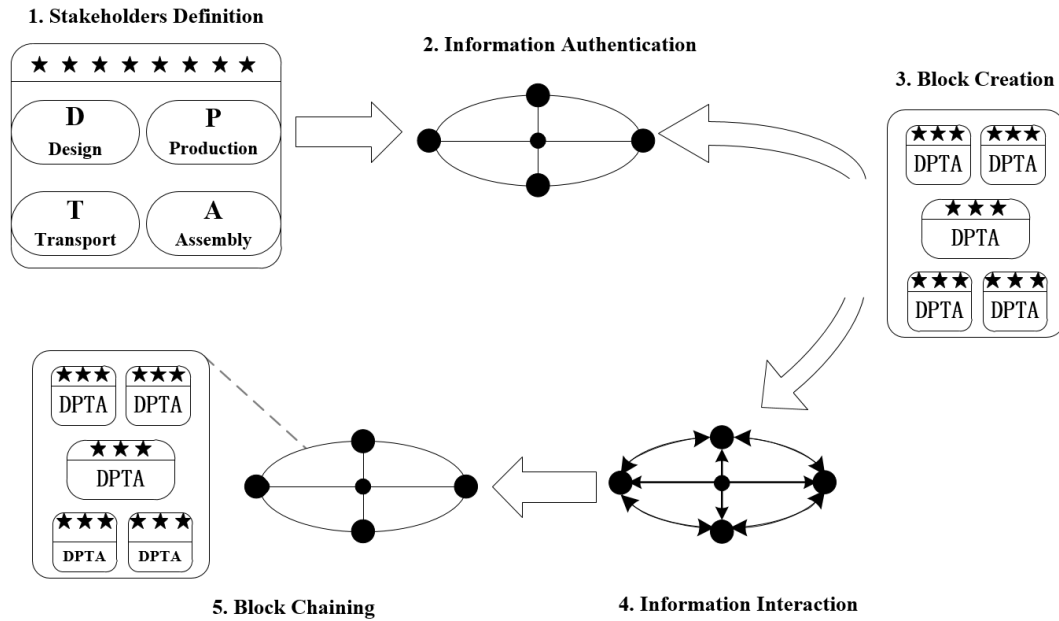 1. Stakeholders Definition
2. Information Authentication
3. Block Creation
D
Design
P
Production
T
Transport
A
Assembly
DPTA
DPTA
DPTA
DPTA
DPTA
DPTA
DPTA
DPTA
DPTA
DPTA
5. Block Chaining
4. Information Interaction